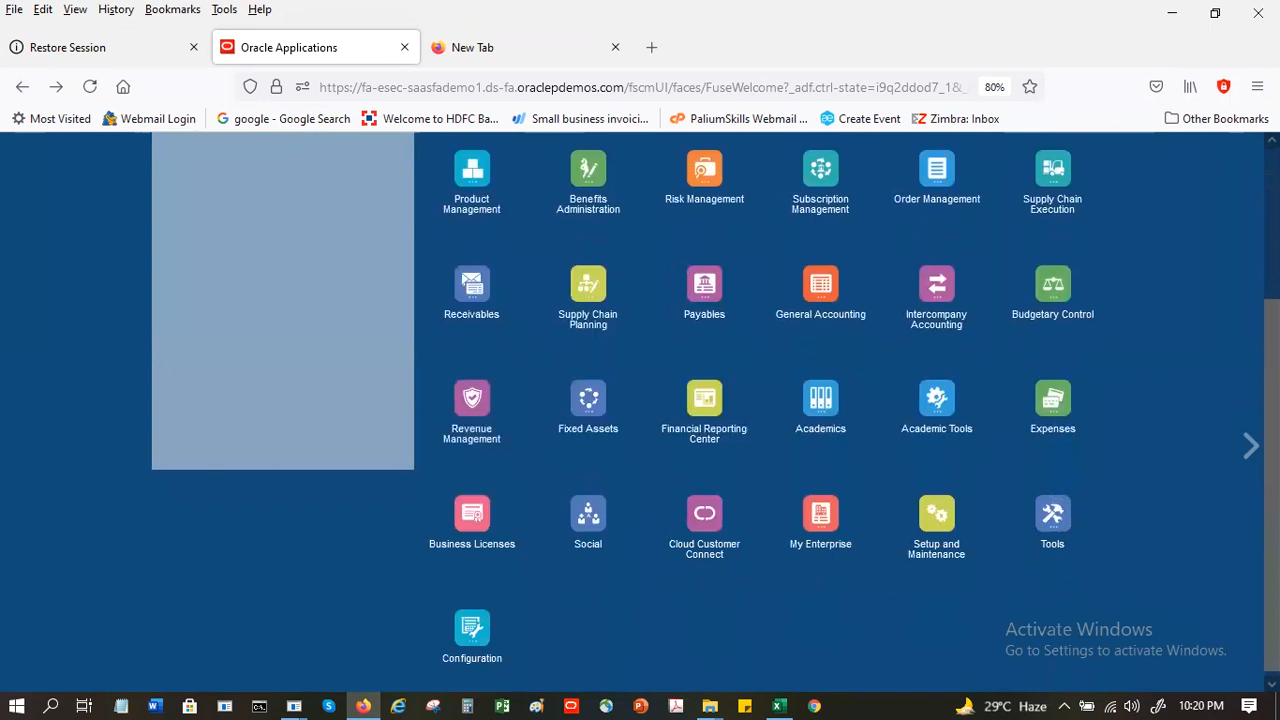 File Edit View History Bookmarks Tools Help
Restore Session
Oracle Applications
New Tab
https://fa-esec-saasfademo1.ds-fa.oraclepdemos.com/fscmUI/faces/FuseWelcome?_adf.ctrl-state=i9q2ddod7_1&
80%
Most Visited
Webmail Login
google - Google Search
Welcome to HDFC Ba...
Small business invoici...
PaliumSkills Webmail ...
Create Event
Zimbra: Inbox
Other Bookmarks
Product
Management
Benefits
Administration
Risk Management
Subscription
Management
Order Management
Supply Chain
Execution
Receivables
Supply Chain
Planning
Payables
General Accounting
Intercompany
Accounting
Budgetary Control
Revenue
Management
Fixed Assets
Financial Reporting
Center
Academics
Academic Tools
Expenses
Business Licenses
Social
Cloud Customer
Connect
My Enterprise
Setup and
Maintenance
Tools
Configuration
Activate Windows
Go to Settings to activate Windows.
29°C Haze
10:20 PM